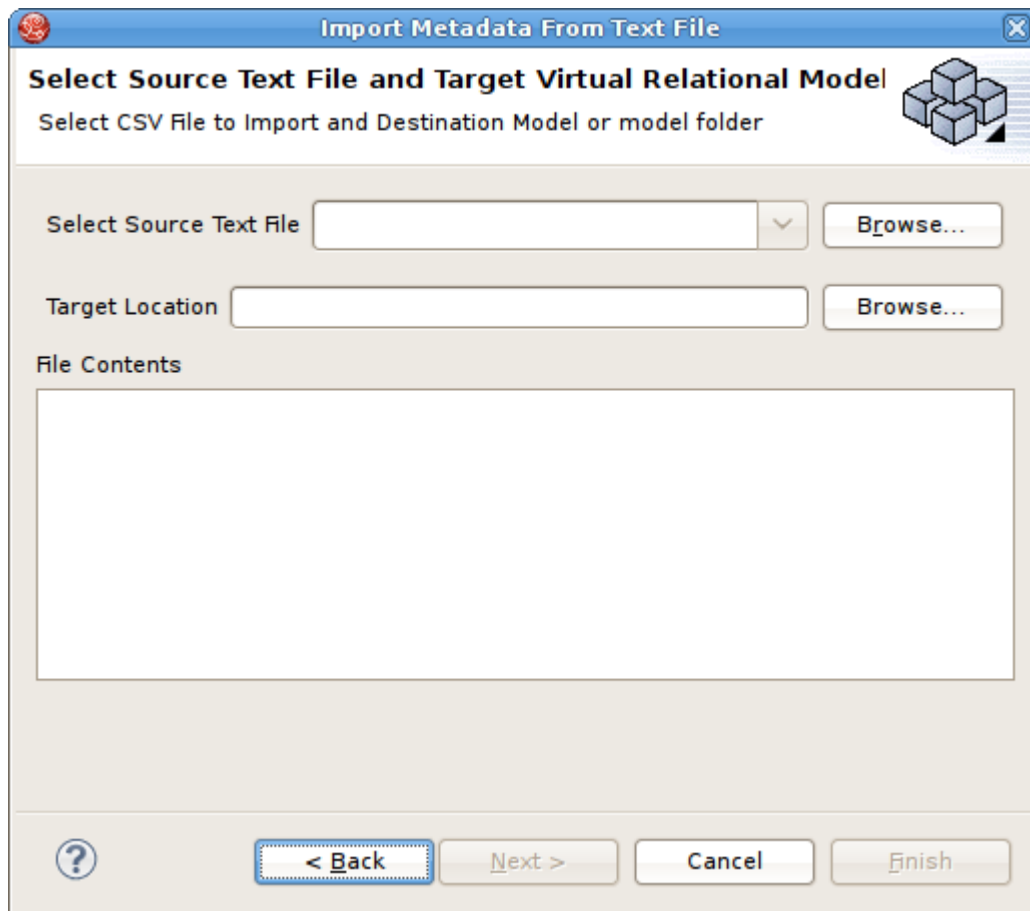 Import Metadata From Text File
Select Source Text File and Target Virtual Relational Model
Select CSV File to Import and Destination Model or model folder
Select Source Text File
Browse...
Target Location
Browse...
File Contents
?
< Back
Next >
Cancel
Finish